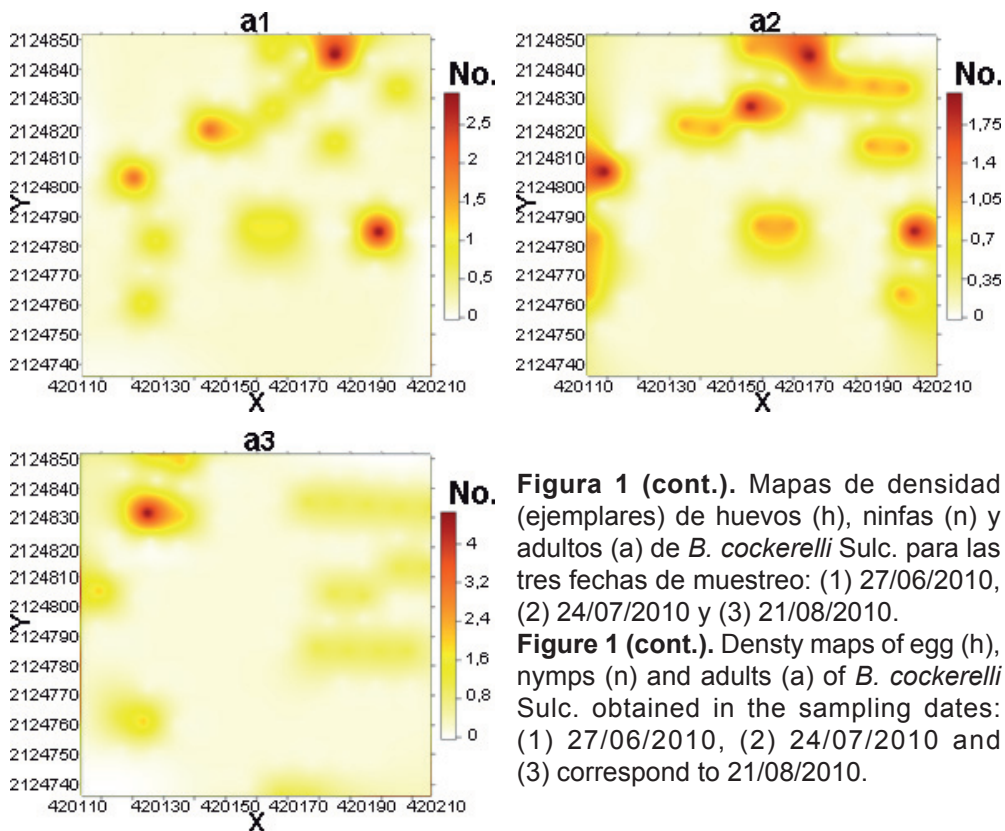 a1
No.
2124850
2124840
2124830
2124820
2124810
2124800
2124790
2124780
2124770
2124760
2124750
2124740
Y
2,5
2
1,5
1
0,5
0
420110 420130 420150 420170 420190 420210
X
a2
No.
2124850
2124840
2124830
2124820
2124810
2124800
2124790
2124780
2124770
2124760
2124750
2124740
Y
1,75
1,4
1,05
0,7
0,35
0
420110 420130 420150 420170 420190 420210
X
a3
No.
2124850
2124840
2124830
2124820
2124810
2124800
2124790
2124780
2124770
2124760
2124750
2124740
Y
4
3,2
2,4
1,6
0,8
0
420110 420130 420150 420170 420190 420210
X
Figura 1 (cont.). Mapas de densidad
(ejemplares) de huevos (h), ninfas (n) y
adultos (a) de B. cockerelli Sulc. para las
tres fechas de muestreo: (1) 27/06/2010,
(2) 24/07/2010 y (3) 21/08/2010.
Figure 1 (cont.). Densty maps of egg (h),
nymps (n) and adults (a) of B. cockerelli
Sulc. obtained in the sampling dates:
(1) 27/06/2010, (2) 24/07/2010 and
(3) correspond to 21/08/2010.